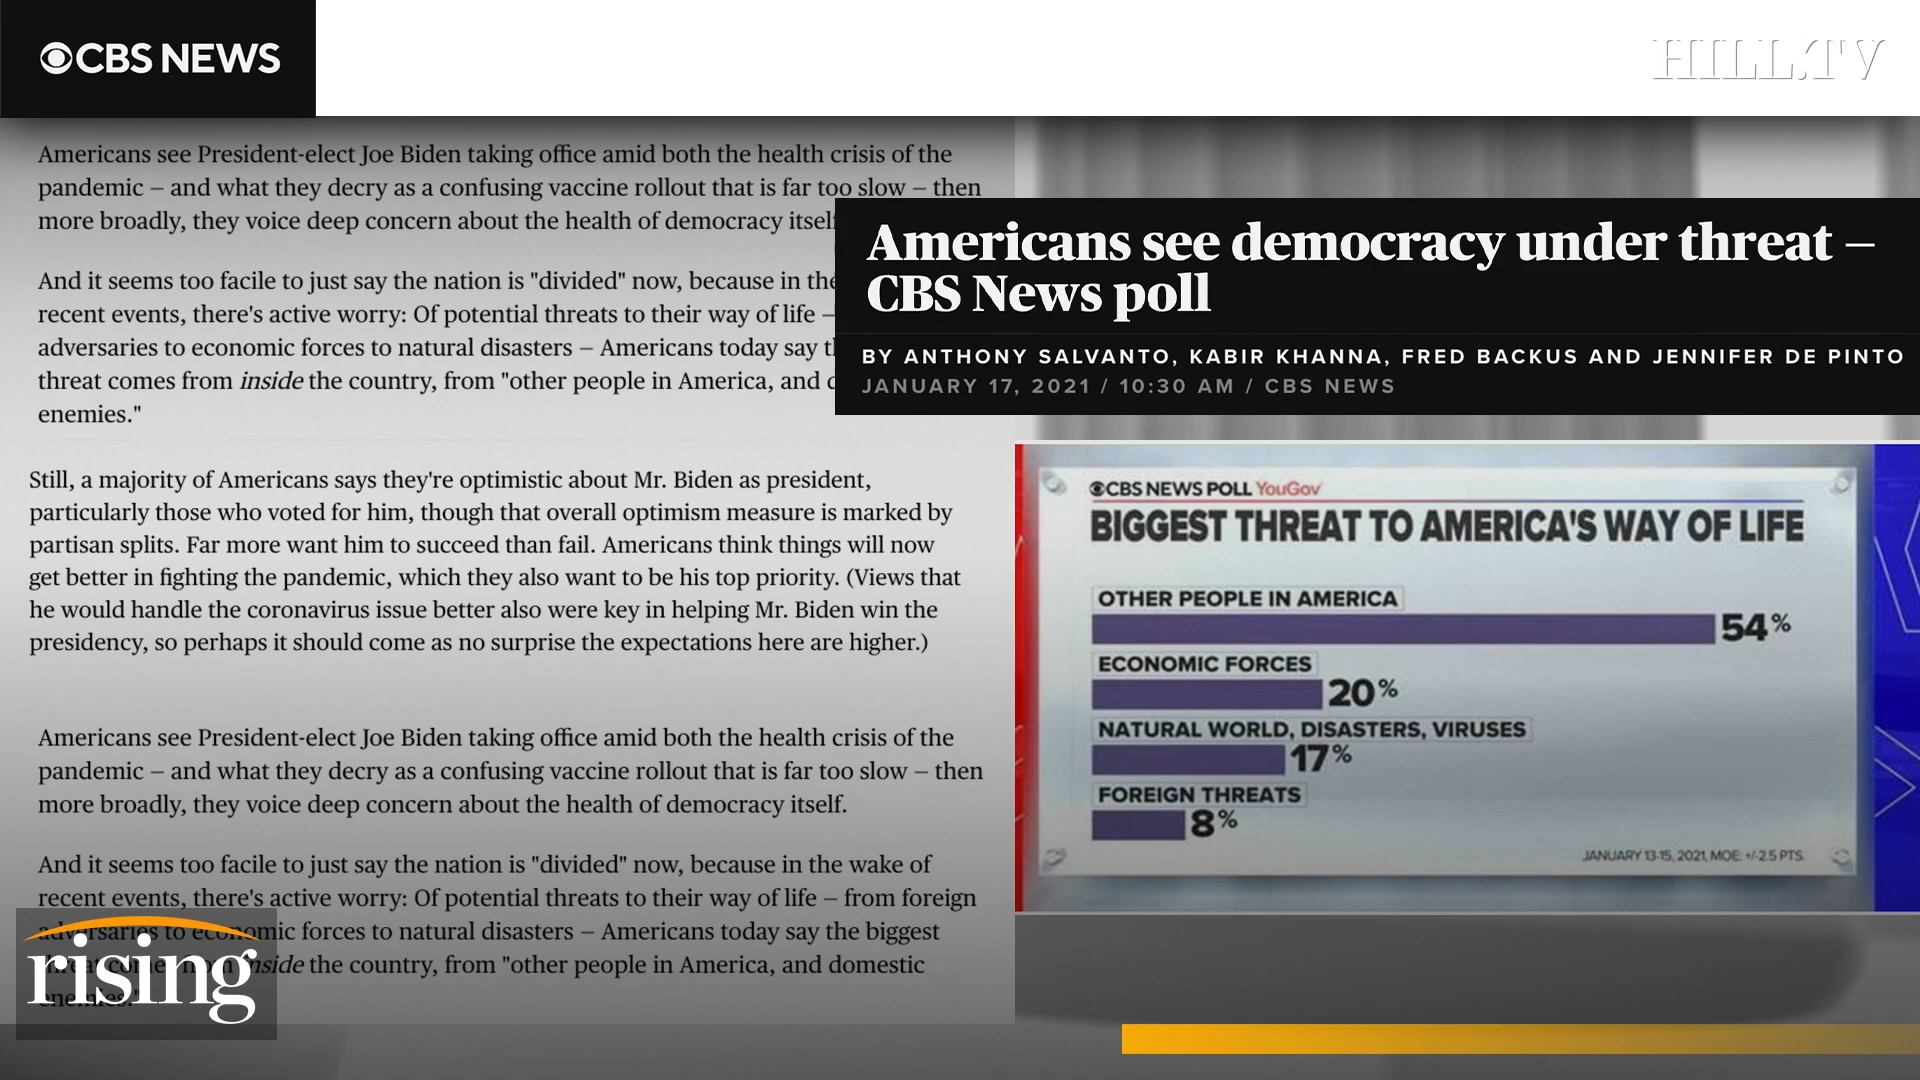 CBS NEWS
HILL.TV
Americans see President-elect Joe Biden taking office amid both the health crisis of the
pandemic – and what they decry as a confusing vaccine rollout that is far too slow – then
more broadly, they voice deep concern about the health of democracy itself
And it seems too facile to just say the nation is "divided" now, because in the
recent events, there's active worry: Of potential threats to their way of life –
adversaries to economic forces to natural disasters – Americans today say
threat comes from inside the country, from "other people in America, and
enemies."
Still, a majority of Americans says they're optimistic about Mr. Biden as president,
particularly those who voted for him, though that overall optimism measure is marked by
partisan splits. Far more want him to succeed than fail. Americans think things will now
get better in fighting the pandemic, which they also want to be his top priority. (Views that
he would handle the coronavirus issue better also were key in helping Mr. Biden win the
presidency, so perhaps it should come as no surprise the expectations here are higher.)
Americans see President-elect Joe Biden taking office amid both the health crisis of the
pandemic – and what they decry as a confusing vaccine rollout that is far too slow – then
more broadly, they voice deep concern about the health of democracy itself.
And it seems too facile to just say the nation is "divided" now, because in the wake of
recent events, there's active worry: Of potential threats to their way of life – from foreign
adversaries to economic forces to natural disasters – Americans today say the biggest
threat comes from inside the country, from "other people in America, and domestic
enemies."
rising
Americans see democracy under threat –
CBS News poll
BY ANTHONY SALVANTO, KABIR KHANNA, FRED BACKUS AND JENNIFER DE PINTO
JANUARY 17, 2021 / 10:30 AM / CBS NEWS
CBS NEWS POLL YouGov
BIGGEST THREAT TO AMERICA'S WAY OF LIFE
OTHER PEOPLE IN AMERICA
54%
ECONOMIC FORCES
20%
NATURAL WORLD, DISASTERS, VIRUSES
17%
FOREIGN THREATS
8%
JANUARY 13-15, 2021, MOE: +/-2.5 PTS.